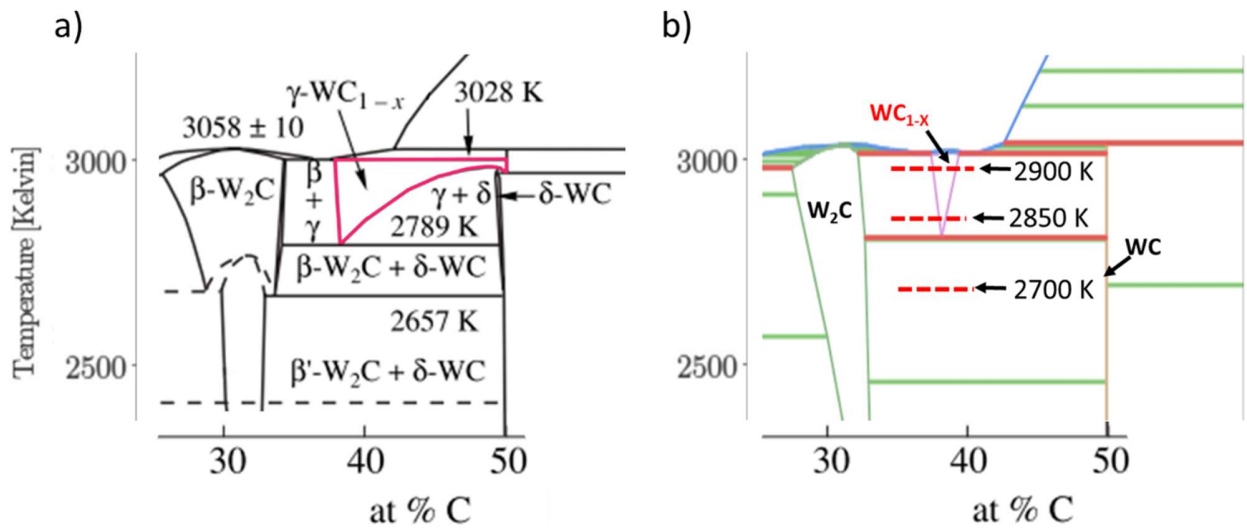 a)
3058 ± 10
γ-WC1 – x
3028 K
3000
2500
Temperature [Kelvin]
β-W2C
β
+
γ
γ + δ
δ-WC
2789 K
β-W2C + δ-WC
2657 K
β'-W2C + δ-WC
30
40
50
at % C
b)
WC1-X
3000
2500
2900 K
2850 K
W2C
WC
2700 K
30
40
50
at % C